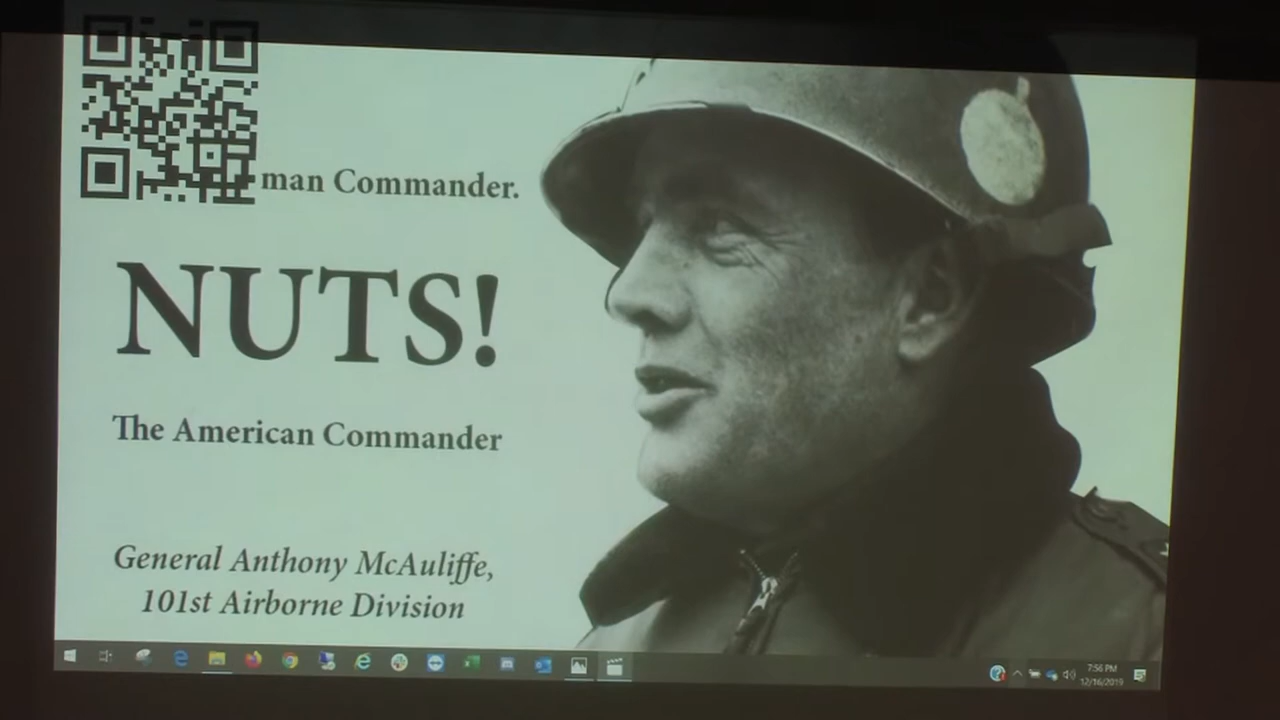 man Commander.
NUTS!
The American Commander
General Anthony McAuliffe,
101st Airborne Division
7:56 PM
12/16/2019